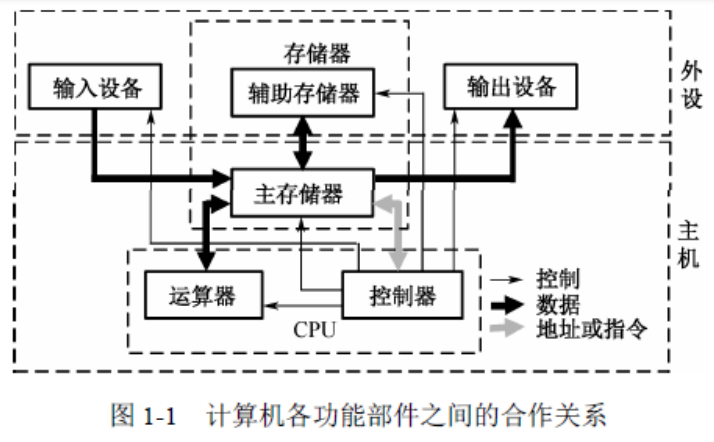 存储器
输入设备
辅助存储器
输出设备
外设
主存储器
主机
运算器
控制器
CPU
控制
数据
地址或指令
图 1-1 计算机各功能部件之间的合作关系